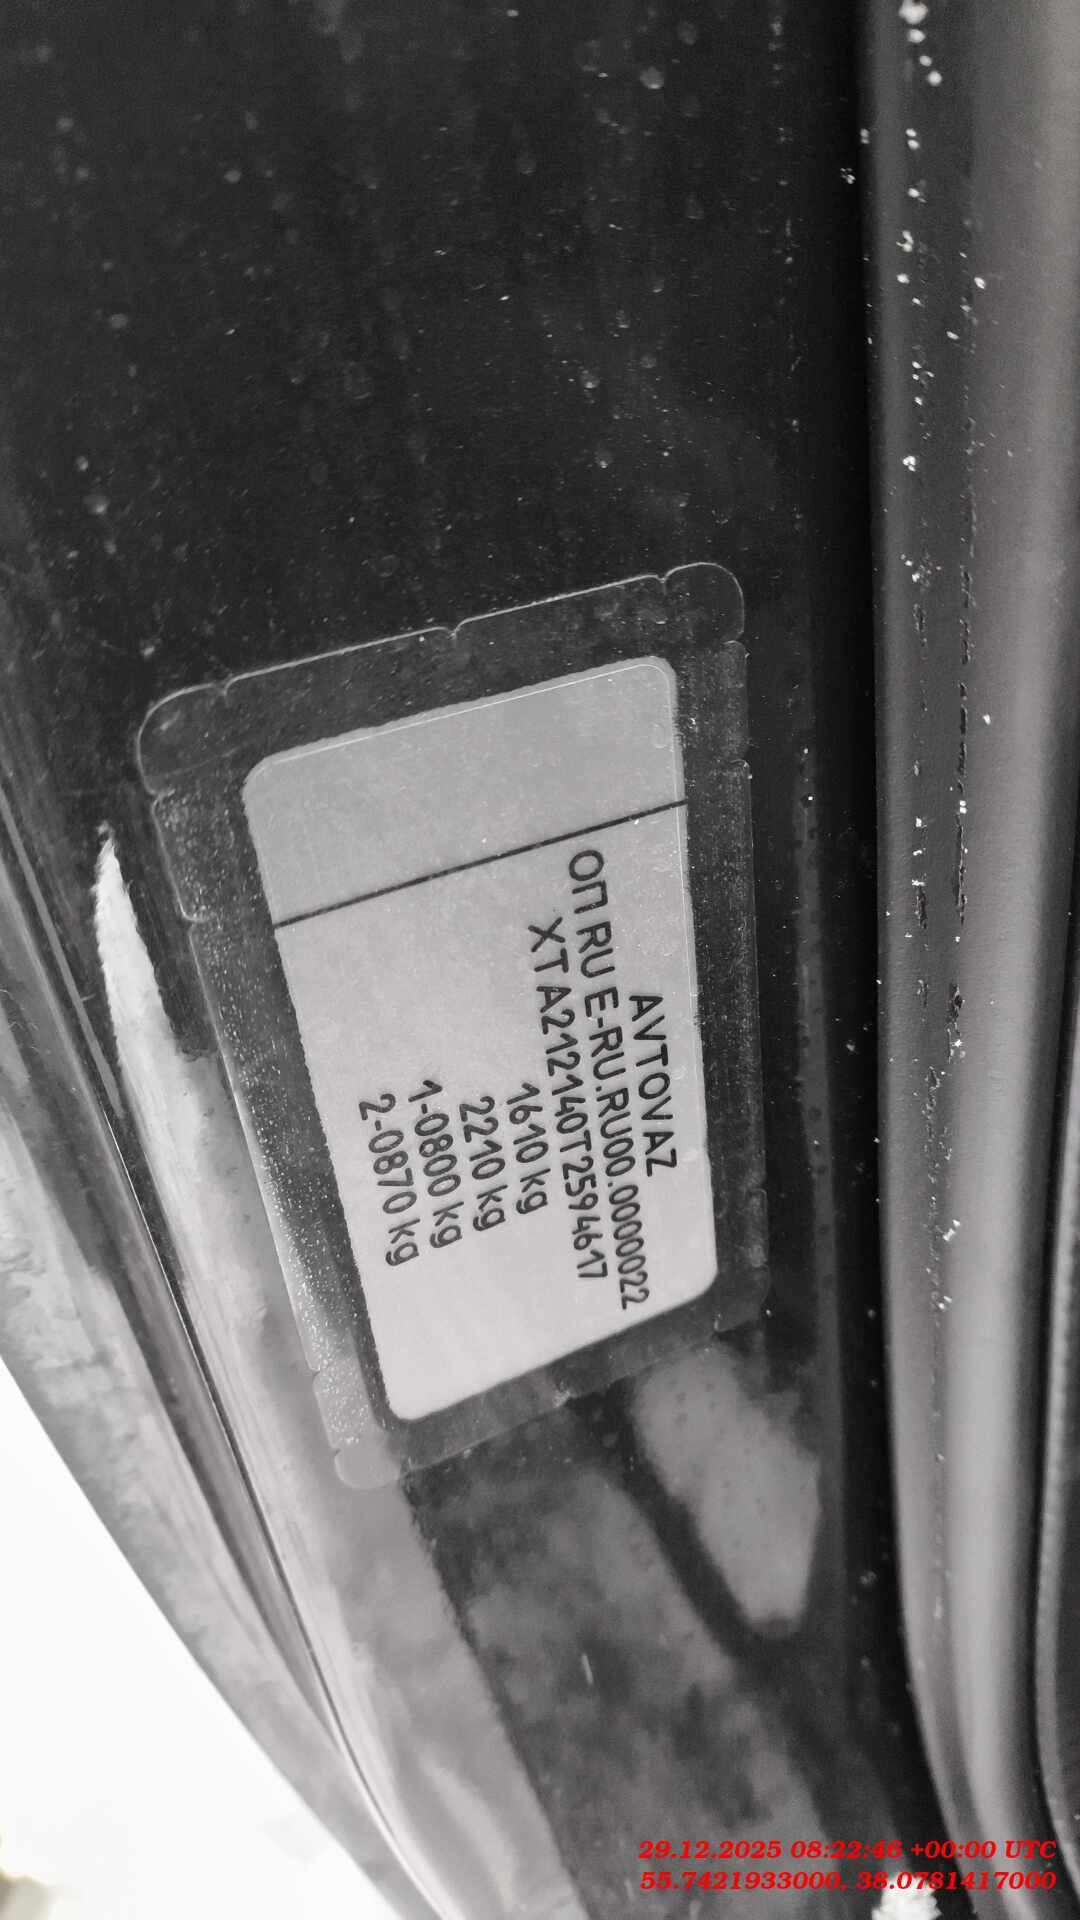 AVTOVAZ
ОП RU E-RU.RU00.0000022
XTA212140T2594617
1610 kg
2210 kg
1-0800 kg
2-0870 kg
29.12.2025 08:22:46 +00:00 UTC
55.7421933000, 38.0781417000